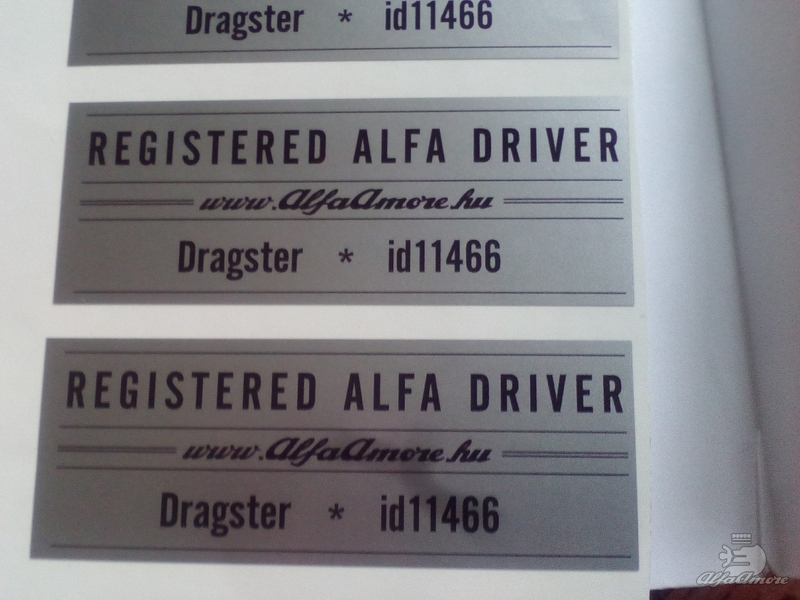 Dragster * id11466
REGISTERED ALFA DRIVER
www.AlfaAmore.hu
Dragster * id11466
REGISTERED ALFA DRIVER
www.AlfaAmore.hu
Dragster * id11466
AlfaAmore